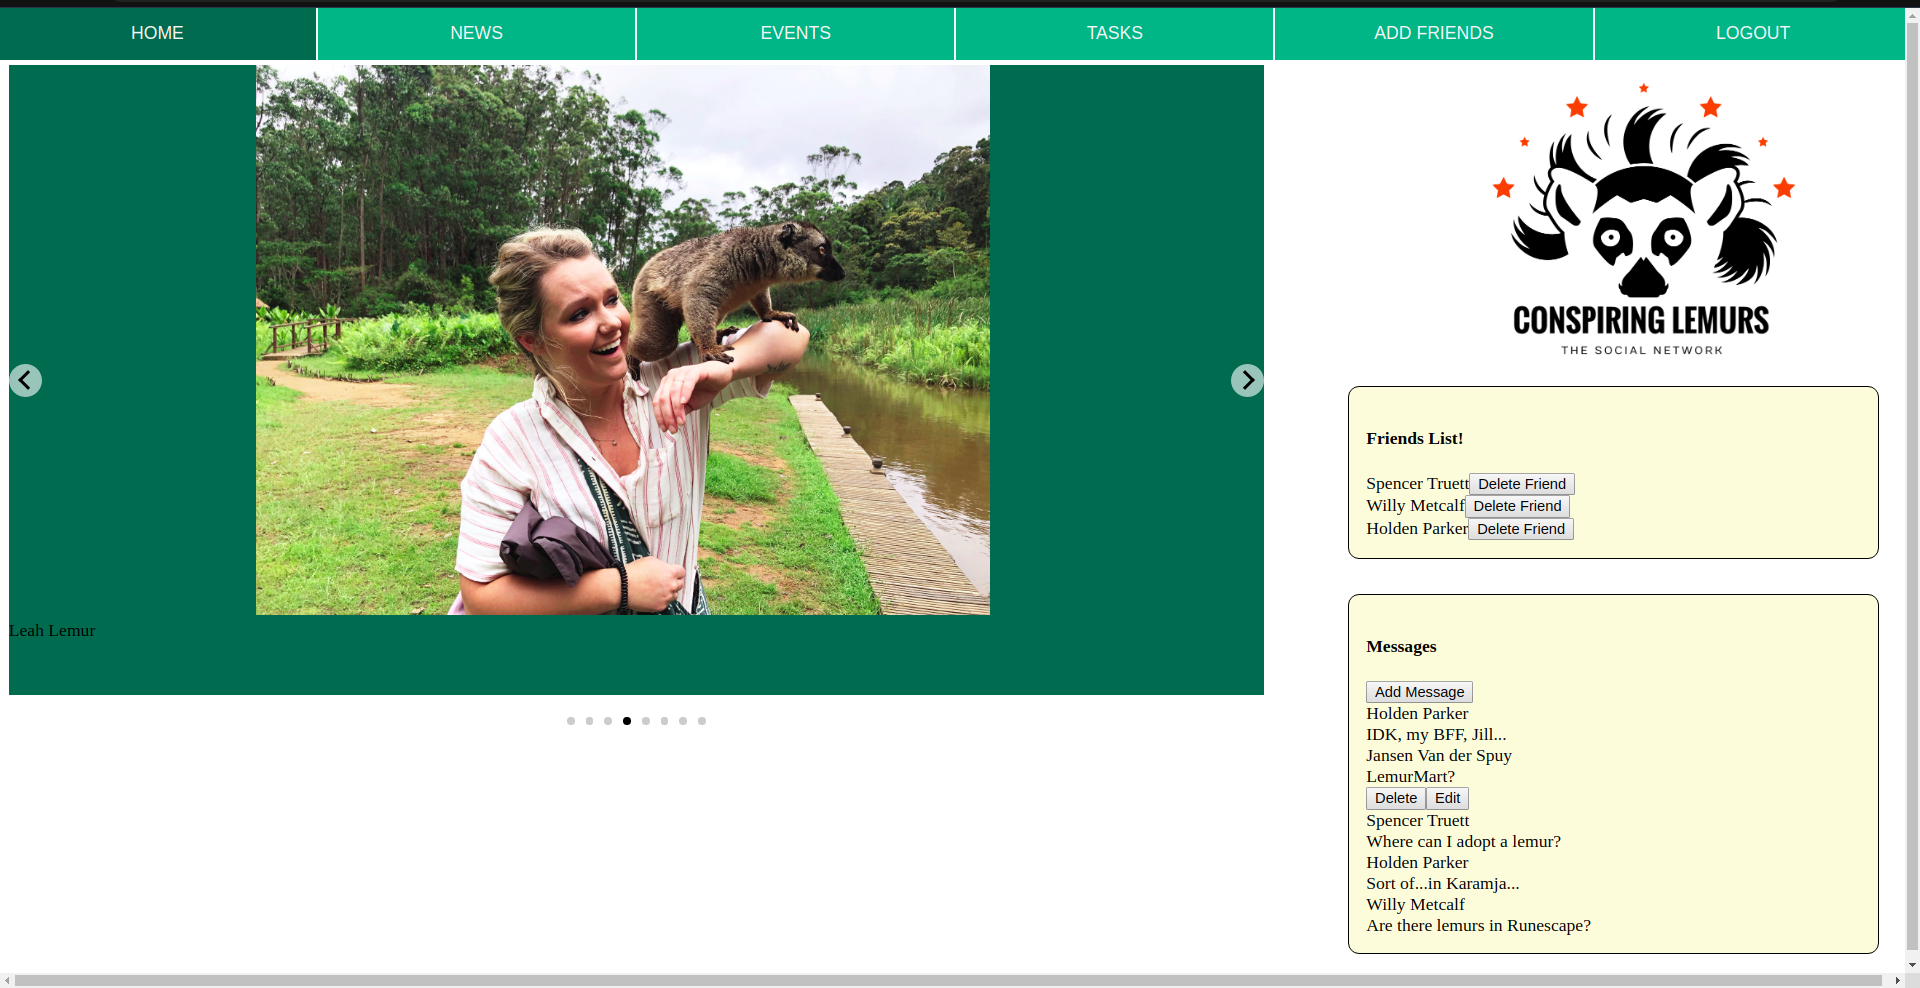 HOME NEWS EVENTS TASKS ADD FRIENDS LOGOUT
CONSPIRING LEMURS
THE SOCIAL NETWORK
Leah Lemur
Friends List!
Spencer Truett Delete Friend
Willy Metcalf Delete Friend
Holden Parker Delete Friend
Messages
Add Message
Holden Parker
IDK, my BFF, Jill...
Jansen Van der Spuy
LemurMart?
Delete Edit
Spencer Truett
Where can I adopt a lemur?
Holden Parker
Sort of...in Karamja...
Willy Metcalf
Are there lemurs in Runescape?